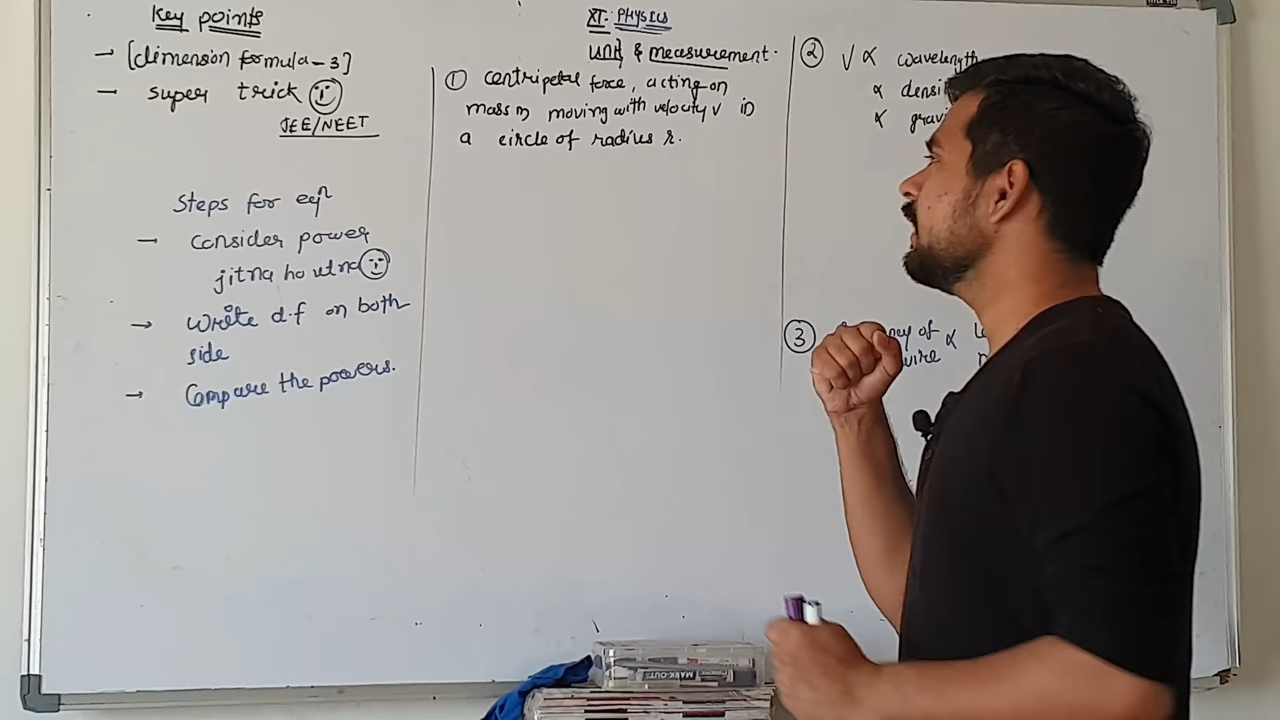 Key points
→ [dimension formula - 3]
→ super trick
JEE/NEET
Steps for eqn
→ consider power
jitna ho utna
→ write d.f on both
side
→ Compare the powers.
XI : PHYSICS
Unit & measurement.
① centripetal force, acting on
mass m moving with velocity v in
a circle of radius r.
② V ∝ wavelength
∝
∝
③ of ∝
wire
MARK-OUT